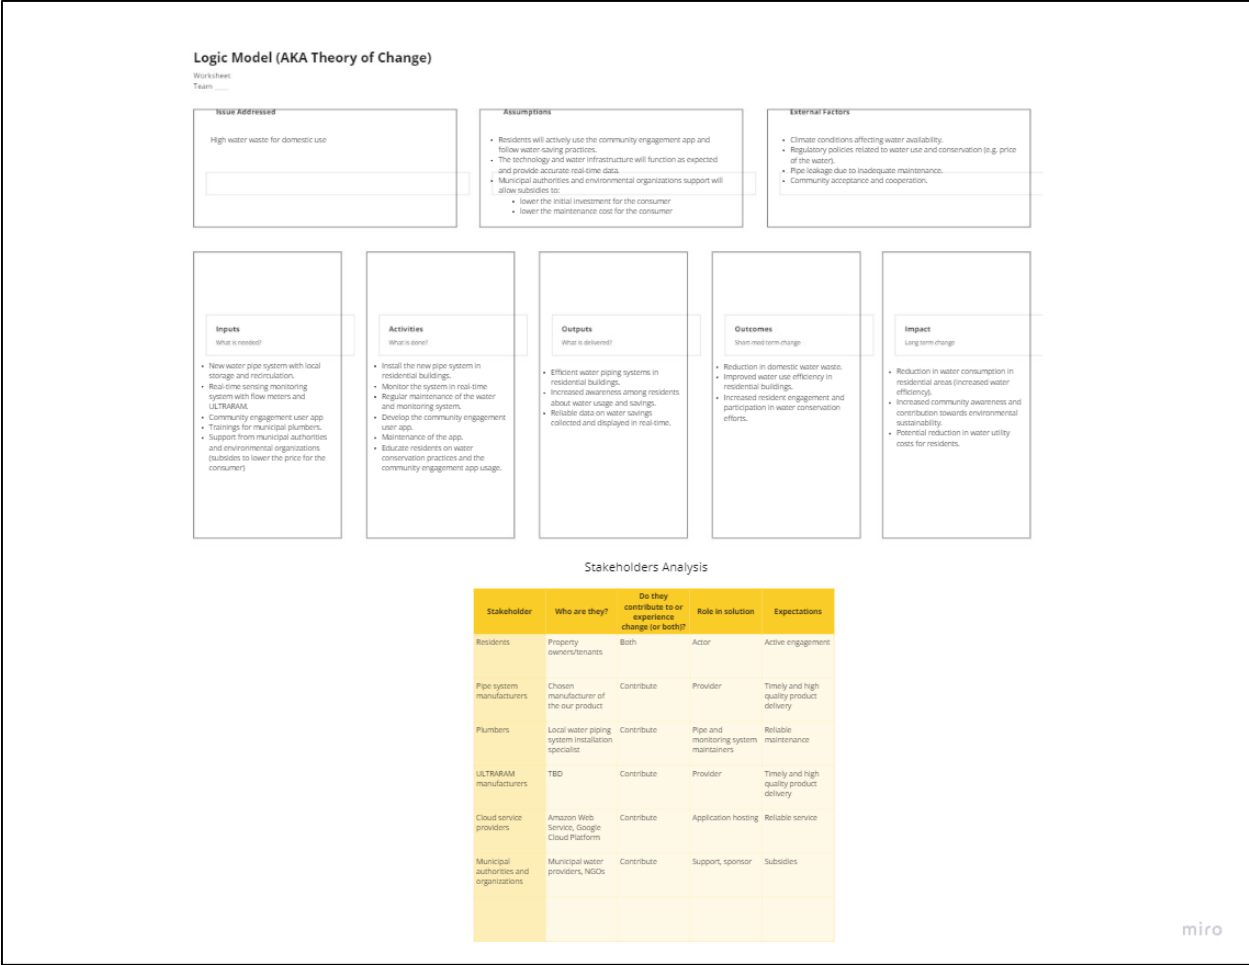 Logic Model (AKA Theory of Change)
Worksheet
Team ____
Issue Addressed
High water waste for domestic use
Assumptions
• Residents will actively use the community engagement app and
follow water-saving practices.
• The technology and water infrastructure will function as expected
and provide accurate real-time data.
• Municipal authorities and environmental organizations support will
allow subsidies to:
• lower the initial investment for the consumer
• lower the maintenance cost for the consumer
External Factors
• Climate conditions affecting water availability.
• Regulatory policies related to water use and conservation (e.g. price
of the water).
• Pipe leakage due to inadequate maintenance.
• Community acceptance and cooperation.
Inputs
What is needed?
• New water pipe system with local
storage and recirculation.
• Real-time sensing monitoring
system with flow meters and
ULTRARAM.
• Community engagement user app
• Trainings for municipal plumbers.
• Support from municipal authorities
and environmental organizations
(subsides to lower the price for the
consumer)
Activities
What is done?
• Install the new pipe system in
residential buildings.
• Monitor the system in real-time
• Regular maintenance of the water
and monitoring system.
• Develop the community engagement
user app.
• Maintenance of the app.
• Educate residents on water
conservation practices and the
community engagement app usage.
Outputs
What is delivered?
• Efficient water piping systems in
residential buildings.
• Increased awareness among residents
about water usage and savings.
• Reliable data on water savings
collected and displayed in real-time.
Outcomes
Short-med term change
• Reduction in domestic water waste.
• Improved water use efficiency in
residential buildings.
• Increased resident engagement and
participation in water conservation
efforts.
Impact
Long term change
• Reduction in water consumption in
residential areas (increased water
efficiency).
• Increased community awareness and
contribution towards environmental
sustainability.
• Potential reduction in water utility
costs for residents.
Stakeholders Analysis
Stakeholder
Who are they?
Do they
contribute to or
experience
change (or both)?
Role in solution
Expectations
Residents
Property
owners/tenants
Both
Actor
Active engagement
Pipe system
manufacturers
Chosen
manufacturer of
the our product
Contribute
Provider
Timely and high
quality product
delivery
Plumbers
Local water piping
system installation
specialist
Contribute
Pipe and
monitoring system
maintainers
Reliable
maintenance
ULTRARAM
manufacturers
TBD
Contribute
Provider
Timely and high
quality product
delivery
Cloud service
providers
Amazon Web
Service, Google
Cloud Platform
Contribute
Application hosting
Reliable service
Municipal
authorities and
organizations
Municipal water
providers, NGOs
Contribute
Support, sponsor
Subsidies
miro